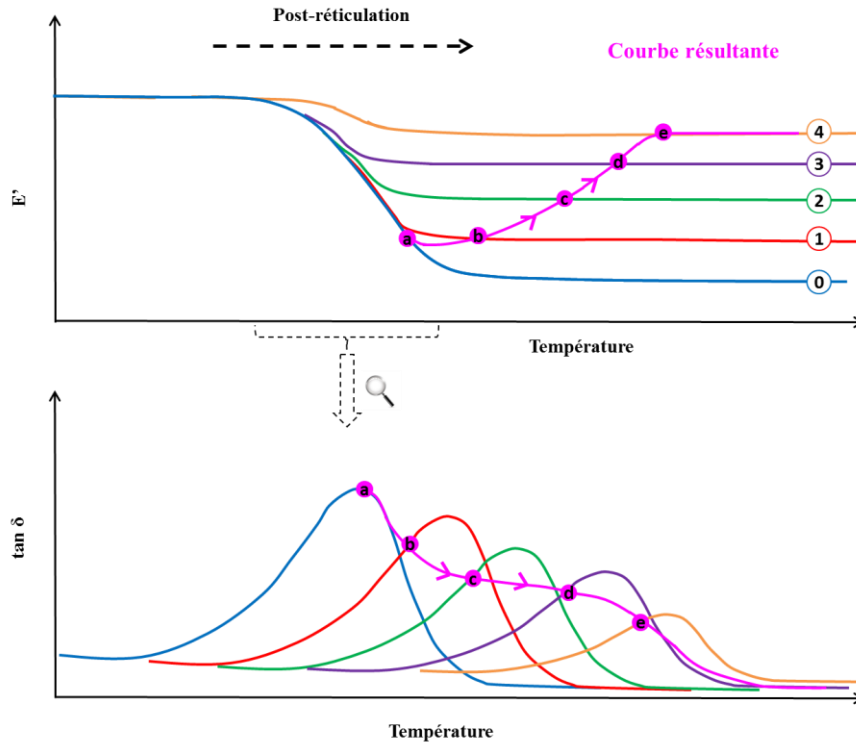 Post-réticulation
Courbe résultante
E’
4
3
2
1
0
a
b
c
d
e
Température
tan δ
a
b
c
d
e
Température